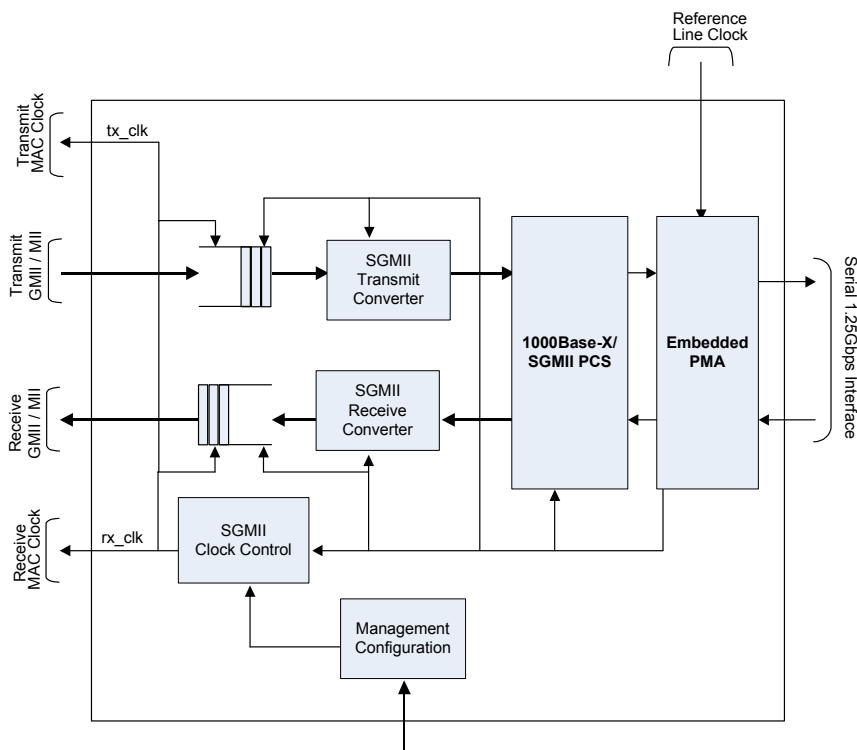 Reference
Line Clock
Transmit
MAC Clock
tx_clk
Transmit
GMII / MII
SGMII
Transmit
Converter
1000Base-X/
SGMII PCS
Embedded
PMA
Serial 1.25Gbps Interface
Receive
GMII / MII
SGMII
Receive
Converter
Receive
MAC Clock
rx_clk
SGMII
Clock Control
Management
Configuration